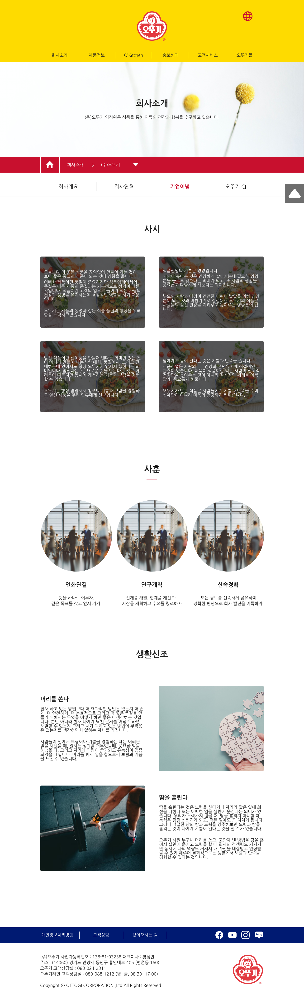 오뚜기
®
회사소개
제품정보
O'Kitchen
홍보센터
고객서비스
오뚜기몰
회사소개
(주)오뚜기 임직원은 식품을 통해 인류의 건강과 행복을 추구하고 있습니다.
회사소개 > (주)오뚜기
회사개요
회사연혁
기업이념
오뚜기 CI
사시
오늘보다 더 좋은 식품을 끊임없이 만들어 가는 것이
보다 좋은 품질의 식품이 되는 것에 영향을 줍니다.
어떠한 제품이건 품질이 중요하지만 식품업계에서의
품질은 다른 제품의 품질과는 기본적으로 성격이 다른
것입니다. 식품이란 고객의 입으로 들어가 먹는 사람의
건강과 생명을 유지하는데 결정적인 역할을 하기 때문
입니다.
오뚜기는 제품의 생명과 같은 식품 품질의 향상을 위해
항상 노력하고있습니다.
식품산업의 기본은 영양입니다.
영양이 높다는 것은 건강하게 살아가는데 필요한 영양
분을 골고루 갖춘다는 의미가 되고, 또 사람의 생활을
풍요롭고 다양하게 해준다는 의미입니다.
부모의 사랑과 애정이 건전한 어린이 발달을 위해 영양
분이 되는 것과 마찬가지로 정성어린 오뚜기의 식품은
사람들의 심신 건강을 지켜주고 높여주는 영양분이 됩
니다.
앞선 식품이란 신제품을 만들어 낸다는 의미만 있는 것
이 아니라 만들어 내는 방법에서, 품질에서, 그리고 판
매하는데 있어서도 항상 오뚜기가 앞서서 행한다는 의
미입니다. 앞선다는 것, 새로운 것을 만든다는 것은 어
려움이 따르지만 동시에 개척하는 기쁨과 보람을 경험
할 수 있습니다.
오뚜기는 항상 앞장서서 창조의 기쁨과 보람을 경험하
고 앞선 식품을 우리 인류에게 선보입니다.
남에게 도움이 된다는 것은 기쁨과 만족을 줍니다.
식품산업은 사람의 건강과 생명유지에 직접적인
관련이 있습니다. 더욱이 식품이란 먹는 사람의 신체적
건강만을 높여주는 것이 아니라 정신적인 세계를 아름
답게, 풍요롭게 해줍니다.
오뚜기가 만든 식품은 사람들에게 기쁨과 만족을 주며
신체만이 아니라 마음의 건강까지 키워줍니다.
사훈
인화단결
뜻을 하나로 이루자.
같은 목표를 갖고 앞서 가자.
연구개척
신제품 개발, 현제품 개선으로
시장을 개척하고 수요를 창조하자.
신속정확
모든 정보를 신속하게 공유하며
정확한 판단으로 회사 발전을 이룩하자.
생활신조
머리를 쓴다
현재 하고 있는 방법보다 더 효과적인 방법은 없는지 더 쉽
게, 더 안전하게, 더 능률적으로 그리고 더 좋은 품질을 만
들기 위해서는 무엇을 어떻게 하면 좋은지 생각하는 것입
니다. 뿐만 아니라 현재 나에게 닥친 문제를 어떻게 하면
해결할 수 있는지 그리고 내가 택하고 있는 방법이 부작용
은 없는지를 생각하면서 일하는 자세를 가집니다.
사람들이 일에서 보람이나 기쁨을 경험하는 때는 어려운
일을 해냈을 때, 원하는 성과를 거두었을때, 중요한 일을
해냈을 때, 그리고 자기의 역량이 증가되고 유능성이 입증
되었을 때입니다. 머리를 써서 일을 함으로써 보람과 기쁨
을 느낄 수 있습니다.
땀을 흘린다
땀을 흘린다는 것은 노력을 한다거나 자기가 맡은 일에 최
선을 다한다 또는 어떠한 일을 실천에 옮긴다는 의미가 있
습니다. 우리가 노력하지 않을 때, 땀을 흘리지 아니할 때
능력은 점점 쇠퇴하게 되고, 적은 일에도 곧 지치게 됩니다.
그러나 적절한 양의 땀과 노력을 경주해보면 노력과 땀을
흘리는 것이 나에게 기쁨이 된다는 것을 알 수가 있습니다.
오뚜기 사원 누구나 머리를 쓰고, 고안해 낸 방법을 땀을 흘
려서 실천에 옮기고 노력을 할 때 회사의 경쟁력도 커지지
만 동시에 나의 역량도 커져서 내 자신을 대접받고 인정받
을 수 있게 해주어 결과적으로는 생활에서 보람과 만족을
경험할 수 있다는 것입니다.
개인정보처리방침
고객상담
찾아오시는 길
blog
(주)오뚜기 사업자등록번호 : 138-81-03238 대표이사 : 황성만
주소 : (14060) 경기도 안양시 동안구 흥안대로 405 (평촌동 160)
오뚜기 고객상담실 : 080-024-2311
오뚜기라면 고객상담실 : 080-088-1212 (월~금, 08:30~17:00)
Copyright ⓒ OTTOGI CORPORATION.,Ltd All Rights Reserved.
오뚜기
®